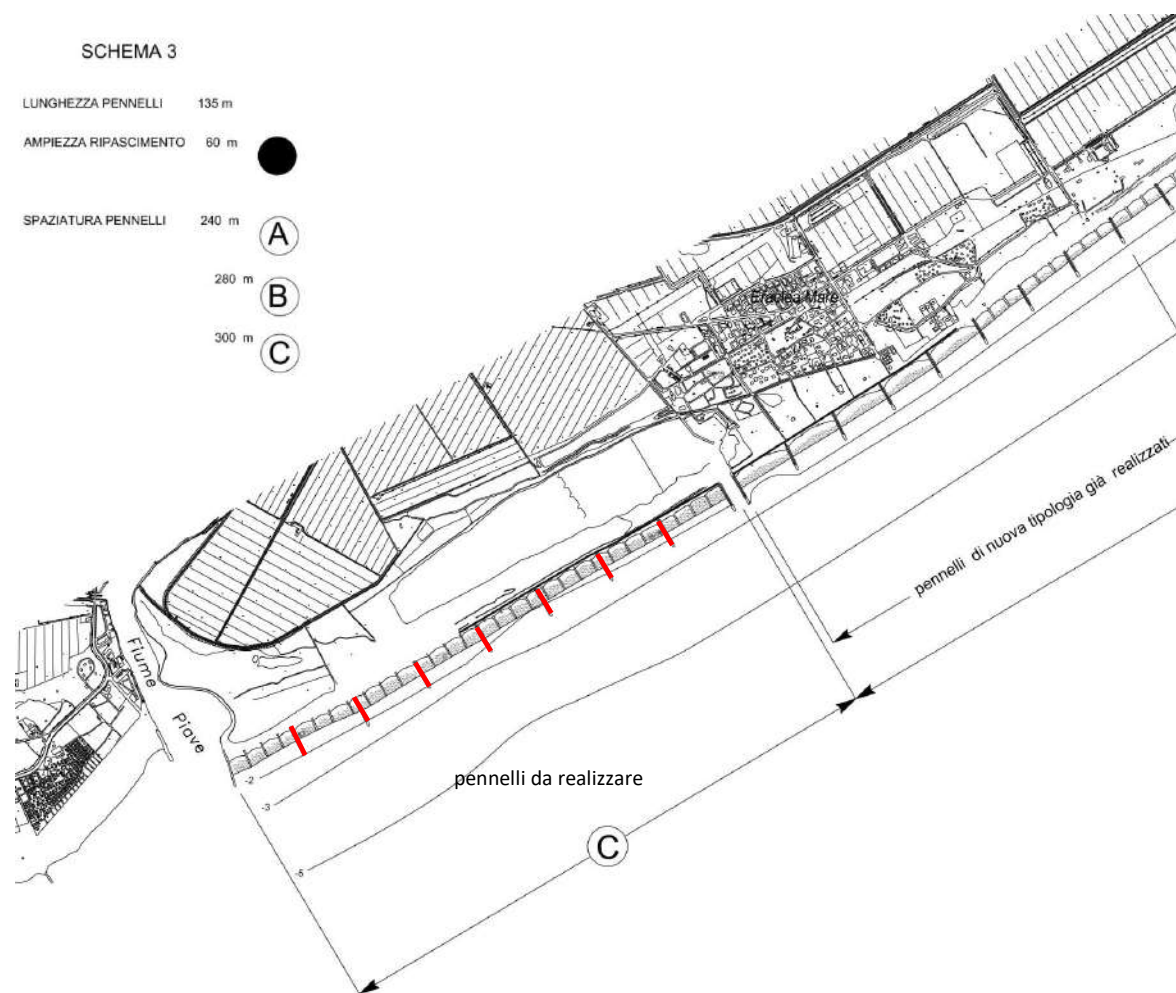 SCHEMA 3
LUNGHEZZA PENNELLI 135 m
AMPIEZZA RIPASCIMENTO 60 m
SPAZIATURA PENNELLI 240 m A
280 m B
300 m C
Eraclea Mare
pennelli di nuova tipologia già realizzati
Fiume
Piave
-2
-3
-5
pennelli da realizzare
C